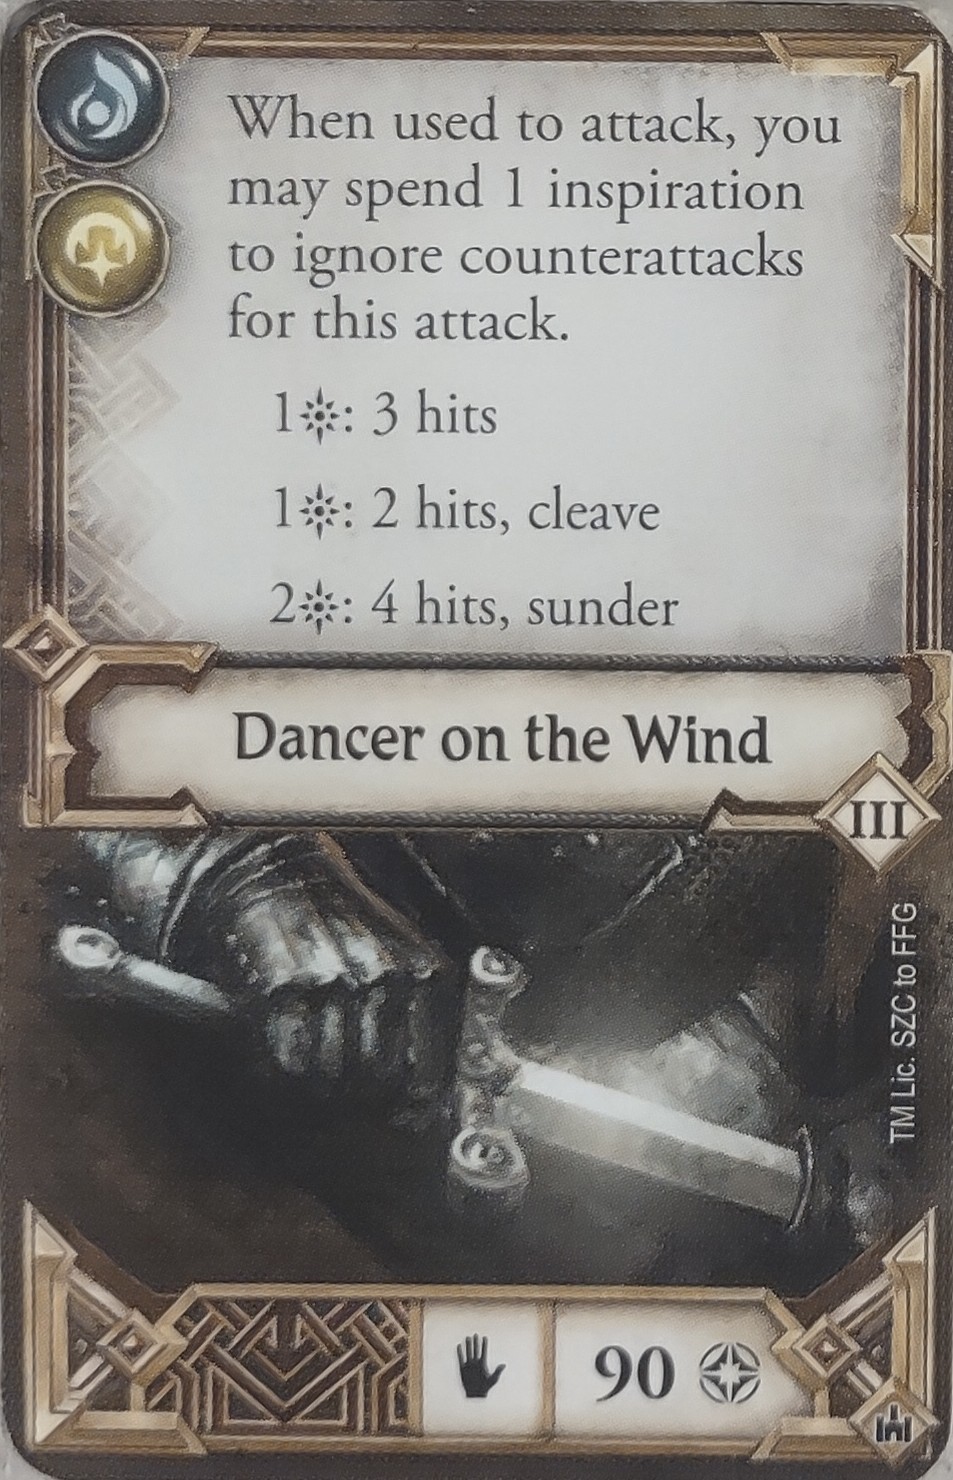 When used to attack, you
may spend 1 inspiration
to ignore counterattacks
for this attack.
1☀: 3 hits
1☀: 2 hits, cleave
2☀: 4 hits, sunder
Dancer on the Wind
III
TM Lic. SZC to FFG
90